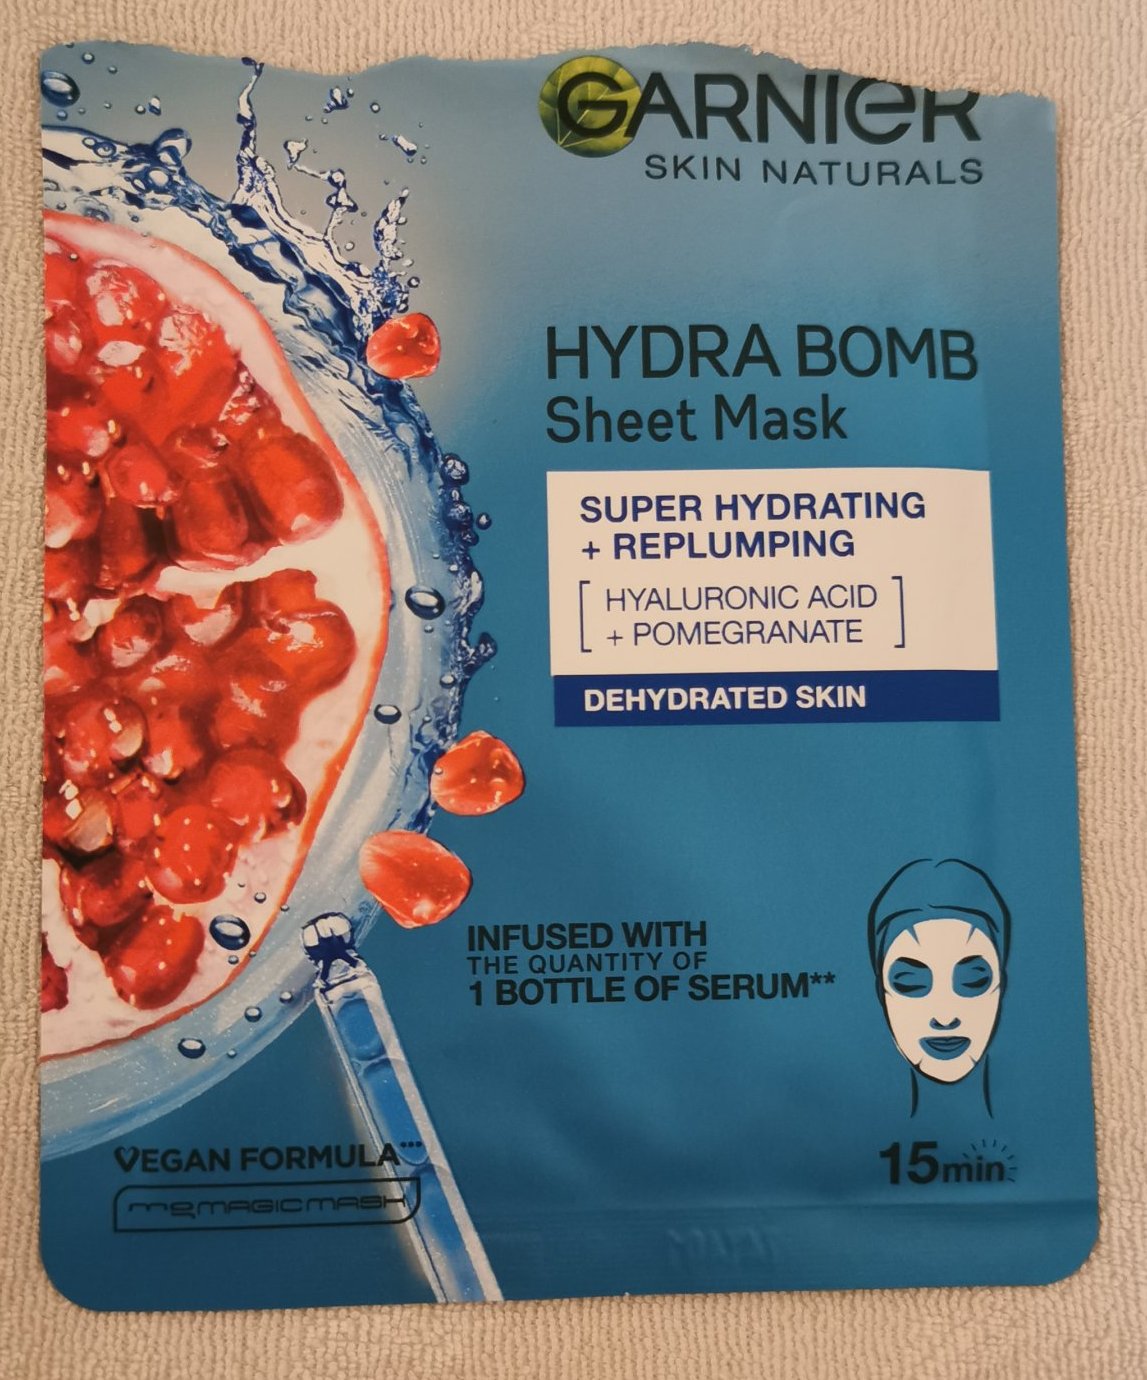 GARNIER
SKIN NATURALS
HYDRA BOMB
Sheet Mask
SUPER HYDRATING
+ REPLUMPING
[ HYALURONIC ACID
+ POMEGRANATE ]
DEHYDRATED SKIN
INFUSED WITH
THE QUANTITY OF
1 BOTTLE OF SERUM**
VEGAN FORMULA***
MAGIC MASK
15min